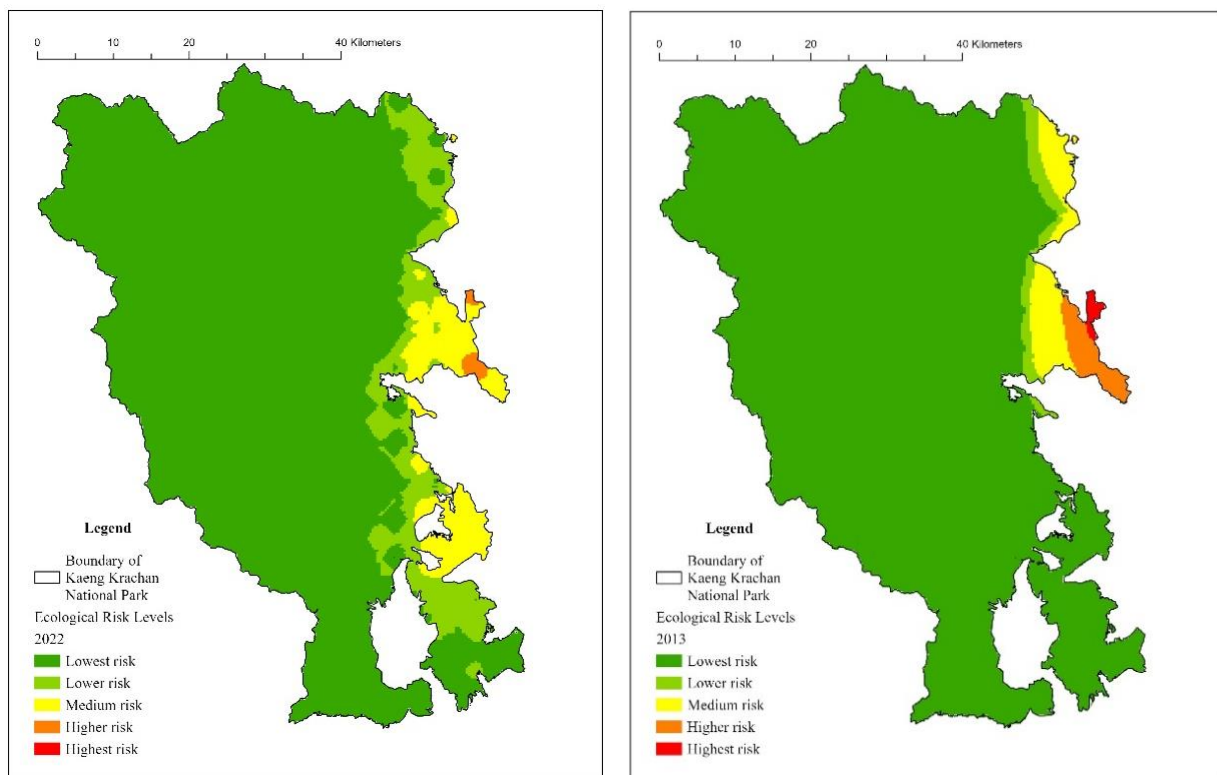 0 10 20 40 Kilometers
Legend
Boundary of
Kaeng Krachan
National Park
Ecological Risk Levels
2022
Lowest risk
Lower risk
Medium risk
Higher risk
Highest risk
0 10 20 40 Kilometers
Legend
Boundary of
Kaeng Krachan
National Park
Ecological Risk Levels
2013
Lowest risk
Lower risk
Medium risk
Higher risk
Highest risk